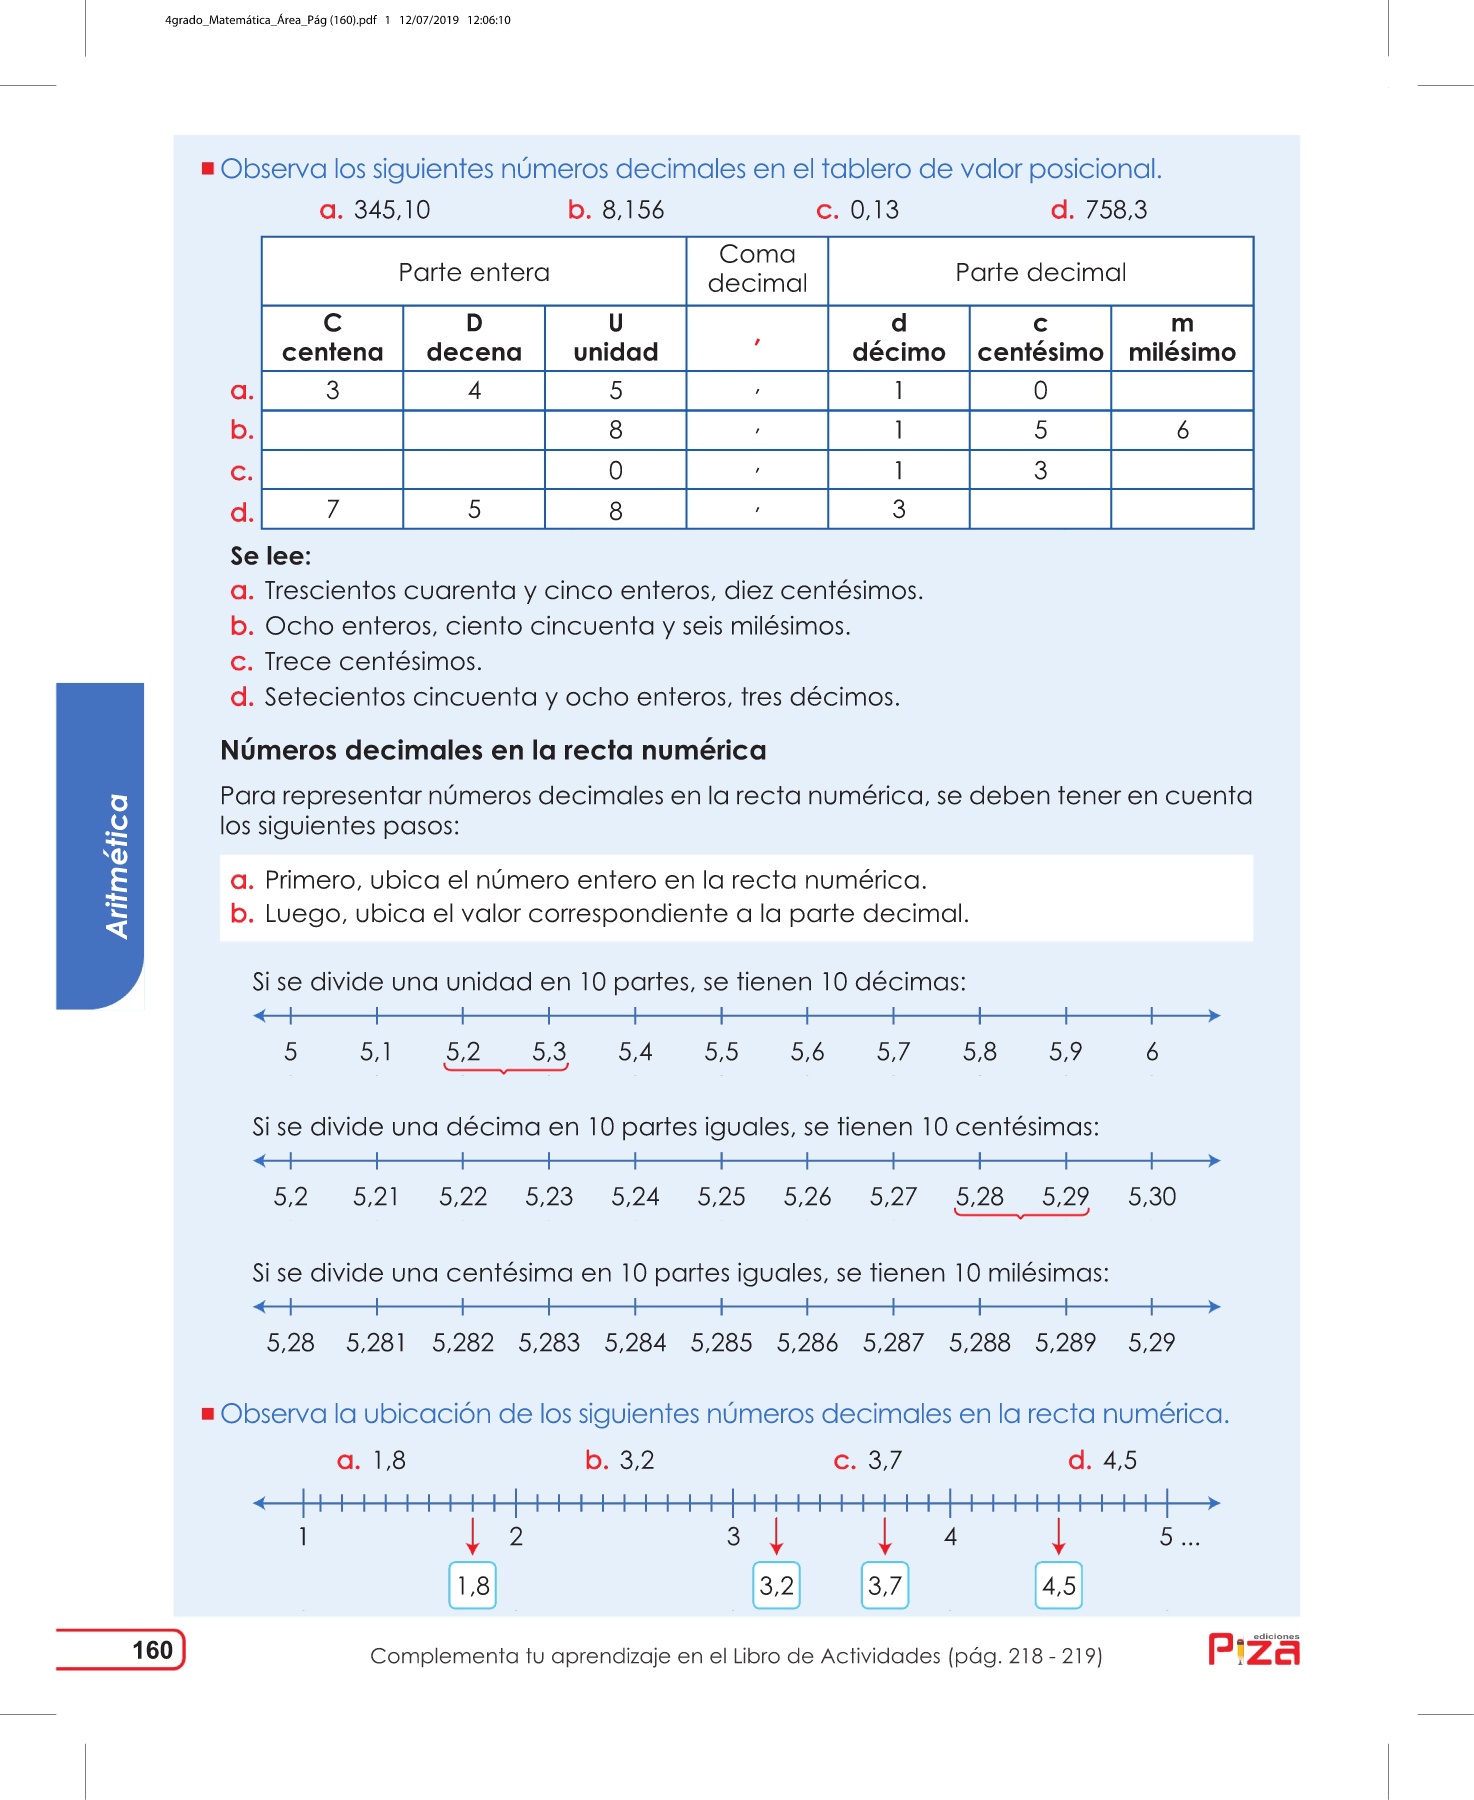 4grado_Matemática_Área_Pág (160).pdf 1 12/07/2019 12:06:10
Observa los siguientes números decimales en el tablero de valor posicional.
a. 345,10 b. 8,156 c. 0,13 d. 758,3
Parte entera Coma decimal Parte decimal
C centena D decena U unidad , d décimo c centésimo m milésimo
a. 3 4 5 , 1 0
b. 8 , 1 5 6
c. 0 , 1 3
d. 7 5 8 , 3
Se lee:
a. Trescientos cuarenta y cinco enteros, diez centésimos.
b. Ocho enteros, ciento cincuenta y seis milésimos.
c. Trece centésimos.
d. Setecientos cincuenta y ocho enteros, tres décimos.
Números decimales en la recta numérica
Para representar números decimales en la recta numérica, se deben tener en cuenta
los siguientes pasos:
a. Primero, ubica el número entero en la recta numérica.
b. Luego, ubica el valor correspondiente a la parte decimal.
Aritmética
Si se divide una unidad en 10 partes, se tienen 10 décimas:
5 5,1 5,2 5,3 5,4 5,5 5,6 5,7 5,8 5,9 6
Si se divide una décima en 10 partes iguales, se tienen 10 centésimas:
5,2 5,21 5,22 5,23 5,24 5,25 5,26 5,27 5,28 5,29 5,30
Si se divide una centésima en 10 partes iguales, se tienen 10 milésimas:
5,28 5,281 5,282 5,283 5,284 5,285 5,286 5,287 5,288 5,289 5,29
Observa la ubicación de los siguientes números decimales en la recta numérica.
a. 1,8 b. 3,2 c. 3,7 d. 4,5
1 2 3 4 5 ...
1,8 3,2 3,7 4,5
160
Complementa tu aprendizaje en el Libro de Actividades (pág. 218 - 219)
ediciones
Piza